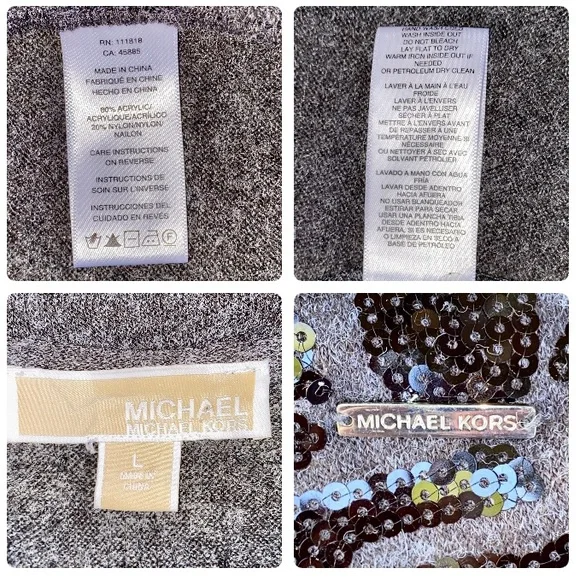 RN: 111818
CA: 45885
MADE IN CHINA
FABRIQUÉ EN CHINE
HECHO EN CHINA
80% ACRYLIC/
ACRYLIQUE/ACRÍLICO
20% NYLON/NYLON/
NAILON
CARE INSTRUCTIONS
ON REVERSE
INSTRUCTIONS DE
SOIN SUR L'INVERSE
INSTRUCCIONES DEL
CUIDADO EN REVÉS
F
HAND WASH COLD
WASH INSIDE OUT
DO NOT BLEACH
LAY FLAT TO DRY
WARM IRON INSIDE OUT IF
NEEDED
OR PETROLEUM DRY CLEAN
LAVER À LA MAIN À L'EAU
FROIDE
LAVER À L'ENVERS
NE PAS JAVELLISER
SÉCHER À PLAT
METTRE À L'ENVERS AVANT
DE REPASSER À UNE
TEMPÉRATURE MOYENNE SI
NÉCESSAIRE
OU NETTOYER À SEC AVEC
SOLVANT PÉTROLIER
LAVADO A MANO CON AGUA
FRÍA
LAVAR DESDE ADENTRO
HACIA AFUERA
NO USAR BLANQUEADOR
ESTIRAR PARA SECAR
USAR UNA PLANCHA TIBIA
DESDE ADENTRO HACIA
AFUERA, SI ES NECESARIO
O LIMPIEZA EN SECO A
BASE DE PETRÓLEO
MICHAEL
MICHAEL KORS
L
MADE IN
CHINA
MICHAEL KORS